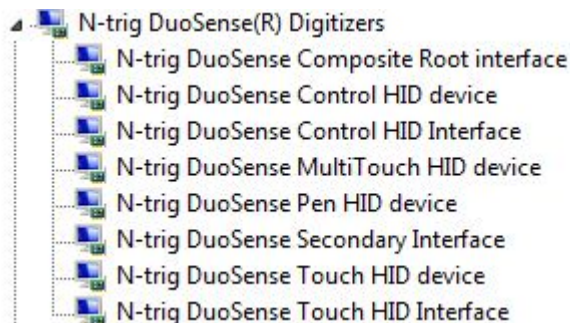 N-trig DuoSense(R) Digitizers
N-trig DuoSense Composite Root interface
N-trig DuoSense Control HID device
N-trig DuoSense Control HID Interface
N-trig DuoSense MultiTouch HID device
N-trig DuoSense Pen HID device
N-trig DuoSense Secondary Interface
N-trig DuoSense Touch HID device
N-trig DuoSense Touch HID Interface